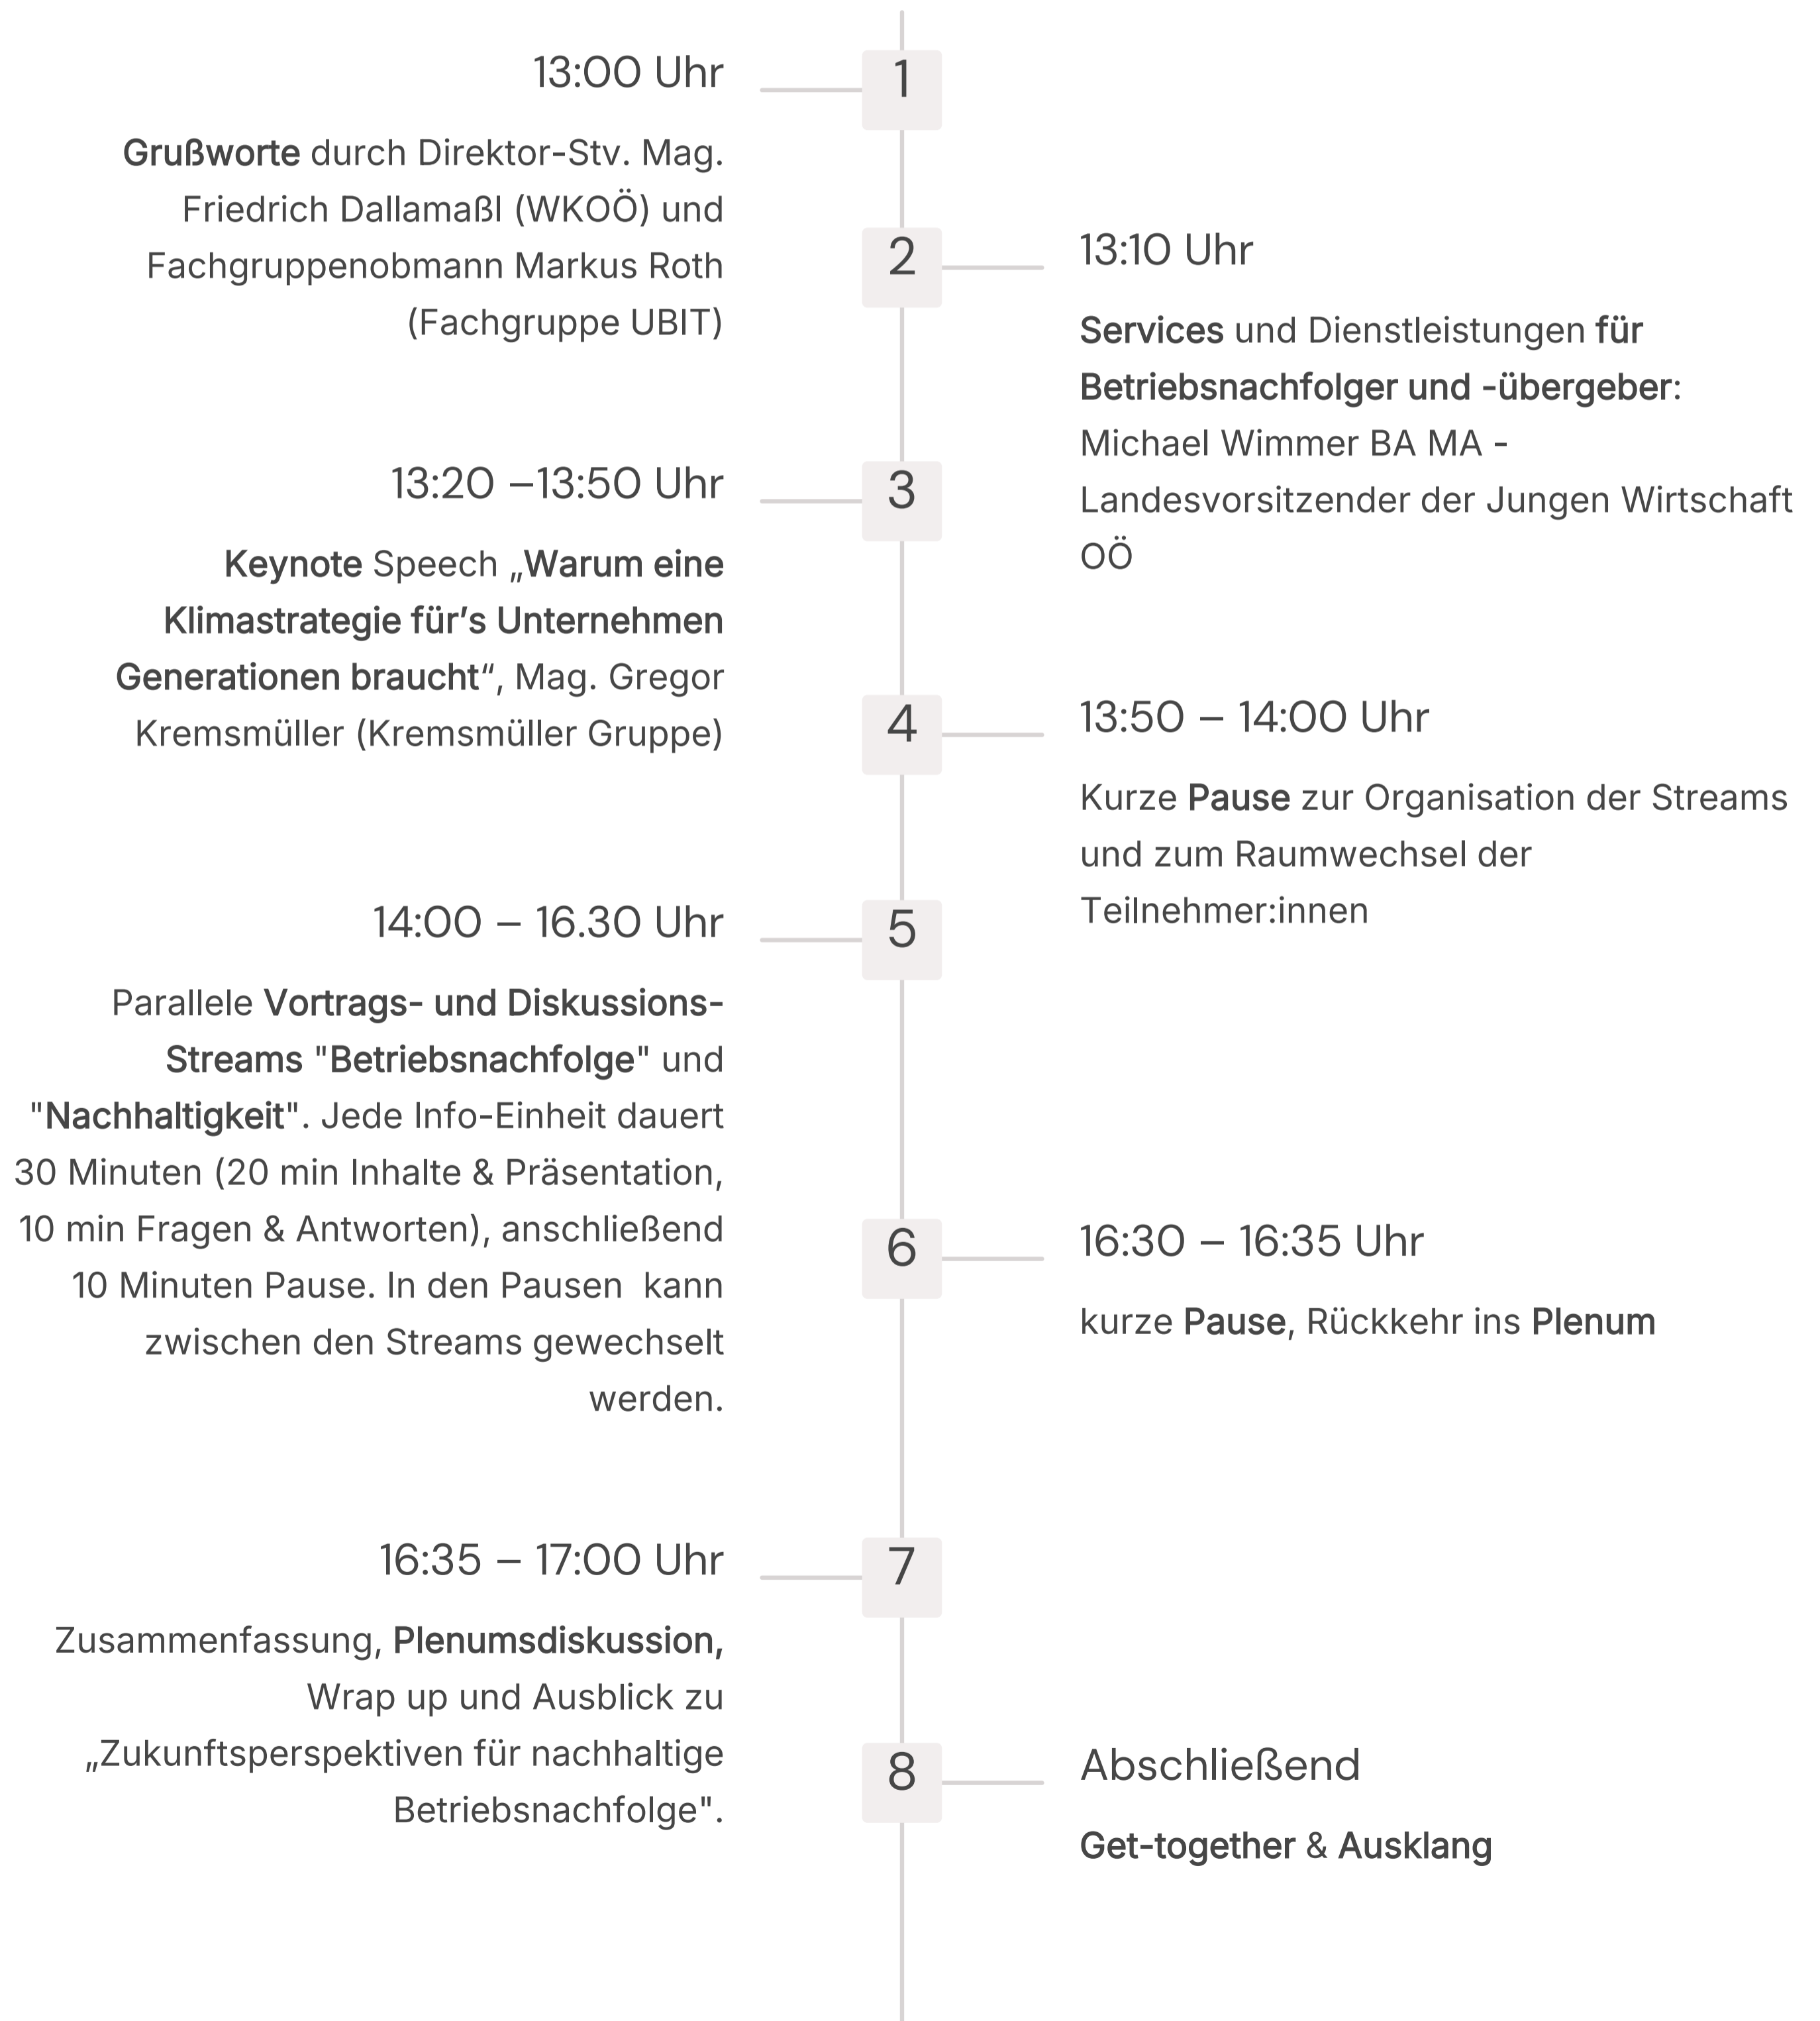 1
13:00 Uhr
Grußworte durch Direktor-Stv. Mag.
Friedrich Dallamaßl (WKOÖ) und
Fachgruppenobmann Markus Roth
(Fachgruppe UBIT)
2
13:10 Uhr
Services und Dienstleistungen für
Betriebsnachfolger und -übergeber:
Michael Wimmer BA MA -
Landesvorsitzender der Jungen Wirtschaft
OÖ
3
13:20 –13:50 Uhr
Keynote Speech „Warum eine
Klimastrategie für’s Unternehmen
Generationen braucht“, Mag. Gregor
Kremsmüller (Kremsmüller Gruppe)
4
13:50 – 14:00 Uhr
Kurze Pause zur Organisation der Streams
und zum Raumwechsel der
Teilnehmer:innen
5
14:00 – 16.30 Uhr
Parallele Vortrags- und Diskussions-
Streams "Betriebsnachfolge" und
"Nachhaltigkeit". Jede Info-Einheit dauert
30 Minuten (20 min Inhalte & Präsentation,
10 min Fragen & Antworten), anschließend
10 Minuten Pause. In den Pausen  kann
zwischen den Streams gewechselt
werden.
6
16:30 – 16:35 Uhr
kurze Pause, Rückkehr ins Plenum
7
16:35 – 17:00 Uhr
Zusammenfassung, Plenumsdiskussion,
Wrap up und Ausblick zu
„Zukunftsperspektiven für nachhaltige
Betriebsnachfolge".
8
Abschließend
Get-together & Ausklang